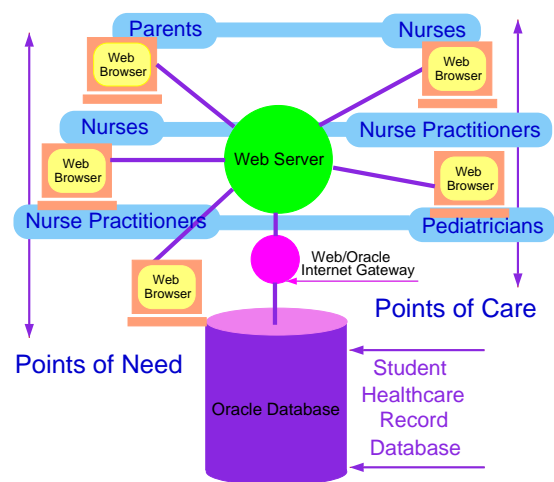 Parents
Nurses
Web
Browser
Web
Browser
Nurses
Nurse Practitioners
Web Server
Web
Browser
Web
Browser
Nurse Practitioners
Pediatricians
Web/Oracle
Internet Gateway
Web
Browser
Points of Care
Points of Need
Student
Healthcare
Record
Database
Oracle Database